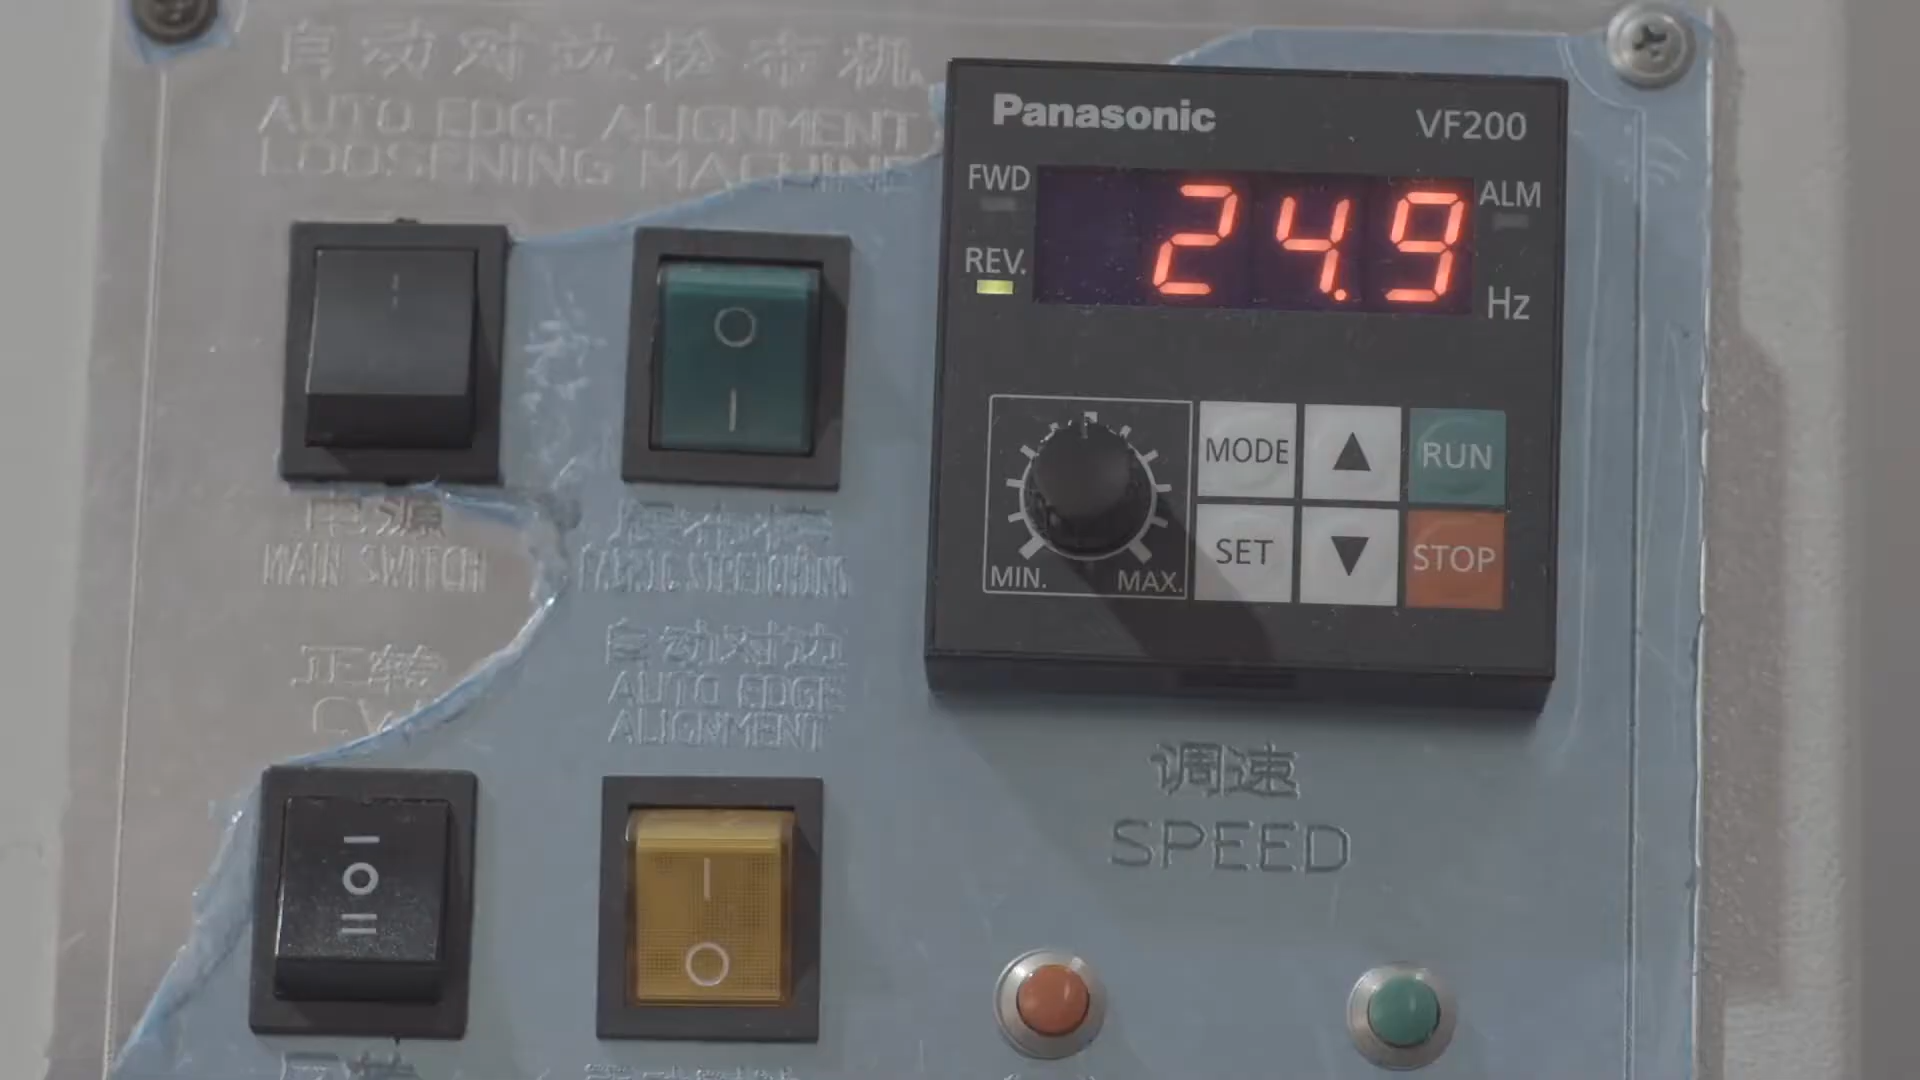 自动对边松布机
AUTO EDGE ALIGNMENT
LOOSENING MACHINE
Panasonic
VF200
FWD
24.9
ALM
REV.
Hz
MODE
RUN
MIN.
MAX.
SET
STOP
电源
MAIN SWITCH
正转
自动对边
AUTO EDGE
ALIGNMENT
调速
SPEED